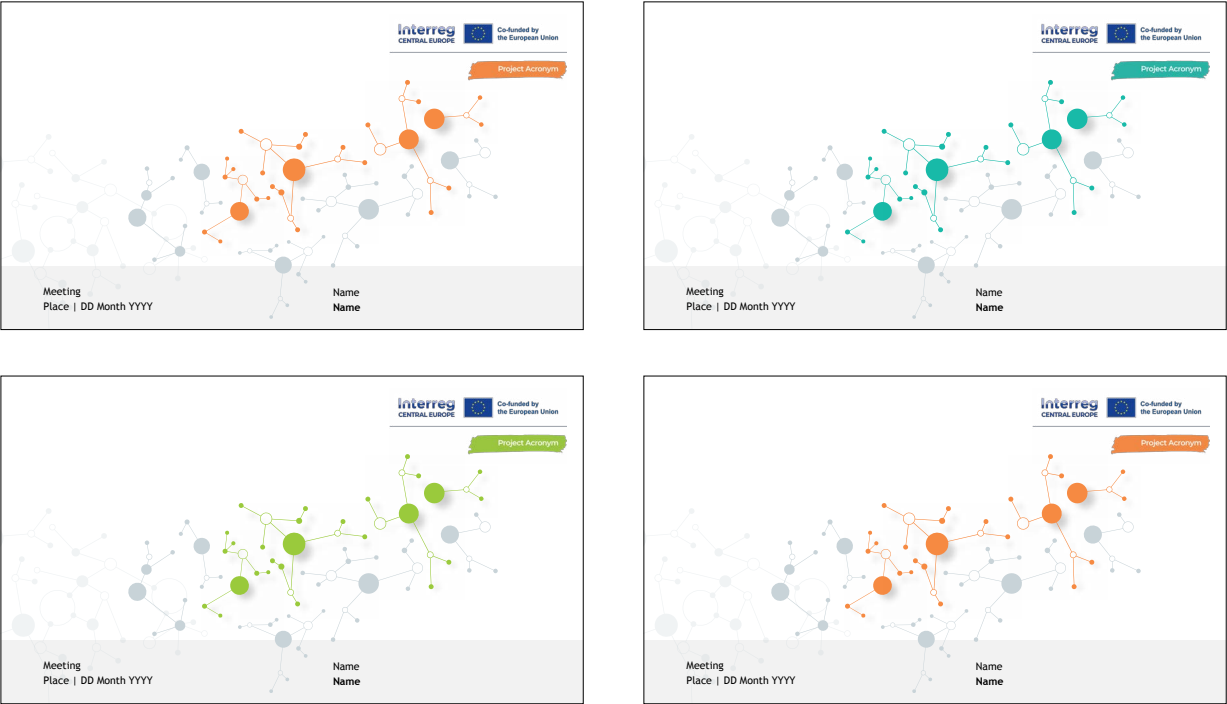 Interreg
CENTRAL EUROPE
Co-funded by
the European Union
Project Acronym
Meeting
Place | DD Month YYYY
Name
Name
Interreg
CENTRAL EUROPE
Co-funded by
the European Union
Project Acronym
Meeting
Place | DD Month YYYY
Name
Name
Interreg
CENTRAL EUROPE
Co-funded by
the European Union
Project Acronym
Meeting
Place | DD Month YYYY
Name
Name
Interreg
CENTRAL EUROPE
Co-funded by
the European Union
Project Acronym
Meeting
Place | DD Month YYYY
Name
Name